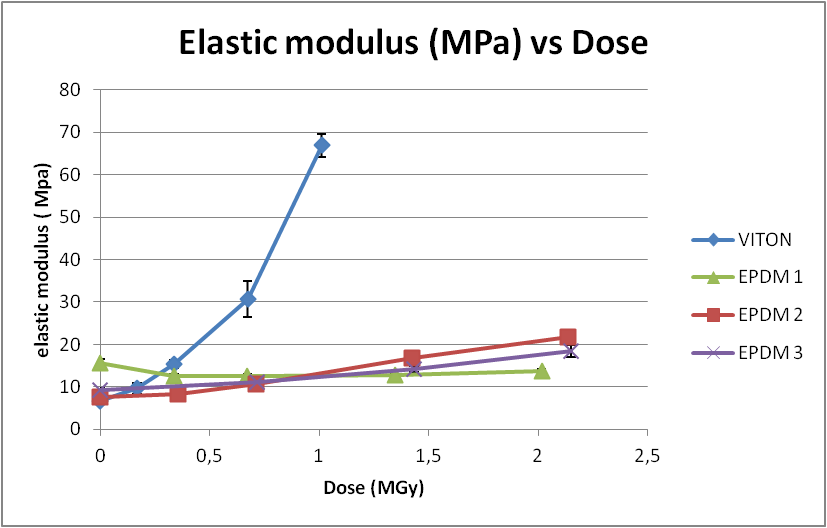 Elastic modulus (MPa) vs Dose
80
70
60
50
40
30
20
10
0
elastic modulus ( Mpa)
0
0,5
1
1,5
2
2,5
Dose (MGy)
VITON
EPDM 1
EPDM 2
EPDM 3